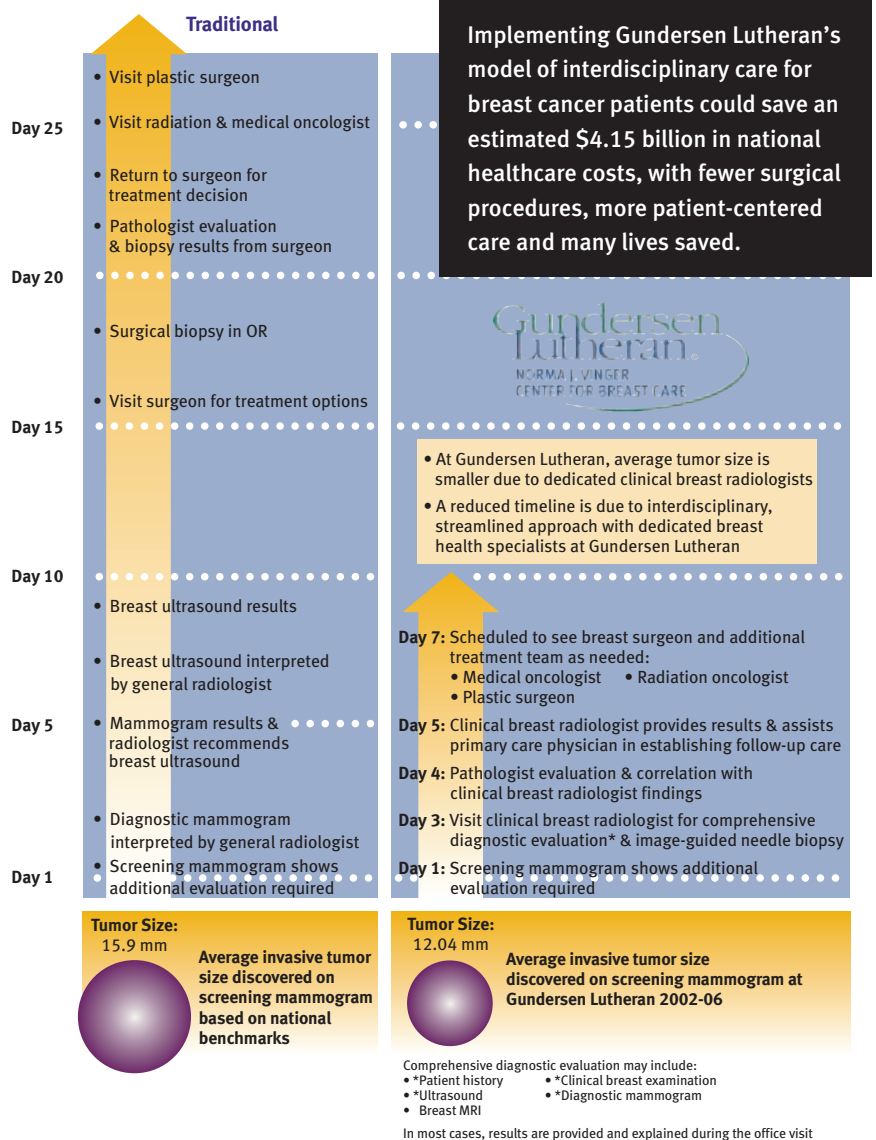 Traditional
Implementing Gundersen Lutheran's
model of interdisciplinary care for
breast cancer patients could save an
estimated $4.15 billion in national
healthcare costs, with fewer surgical
procedures, more patient-centered
care and many lives saved.
• Visit plastic surgeon
Day 25
• Visit radiation & medical oncologist
• Return to surgeon for
treatment decision
• Pathologist evaluation
& biopsy results from surgeon
Day 20
• Surgical biopsy in OR
• Visit surgeon for treatment options
Day 15
Day 10
• Breast ultrasound results
• Breast ultrasound interpreted
by general radiologist
Day 5
• Mammogram results &
radiologist recommends
breast ultrasound
• Diagnostic mammogram
interpreted by general radiologist
• Screening mammogram shows
additional evaluation required
Day 1
Gundersen
Lutheran.
NORMA J. VINGER
CENTER FOR BREAST CARE
• At Gundersen Lutheran, average tumor size is
smaller due to dedicated clinical breast radiologists
• A reduced timeline is due to interdisciplinary,
streamlined approach with dedicated breast
health specialists at Gundersen Lutheran
Day 7: Scheduled to see breast surgeon and additional
treatment team as needed:
• Medical oncologist • Radiation oncologist
• Plastic surgeon
Day 5: Clinical breast radiologist provides results & assists
primary care physician in establishing follow-up care
Day 4: Pathologist evaluation & correlation with
clinical breast radiologist findings
Day 3: Visit clinical breast radiologist for comprehensive
diagnostic evaluation* & image-guided needle biopsy
Day 1: Screening mammogram shows additional
evaluation required
Tumor Size:
15.9 mm
Average invasive tumor
size discovered on
screening mammogram
based on national
benchmarks
Tumor Size:
12.04 mm
Average invasive tumor size
discovered on screening mammogram at
Gundersen Lutheran 2002-06
Comprehensive diagnostic evaluation may include:
• *Patient history • *Clinical breast examination
• *Ultrasound • *Diagnostic mammogram
• Breast MRI
In most cases, results are provided and explained during the office visit